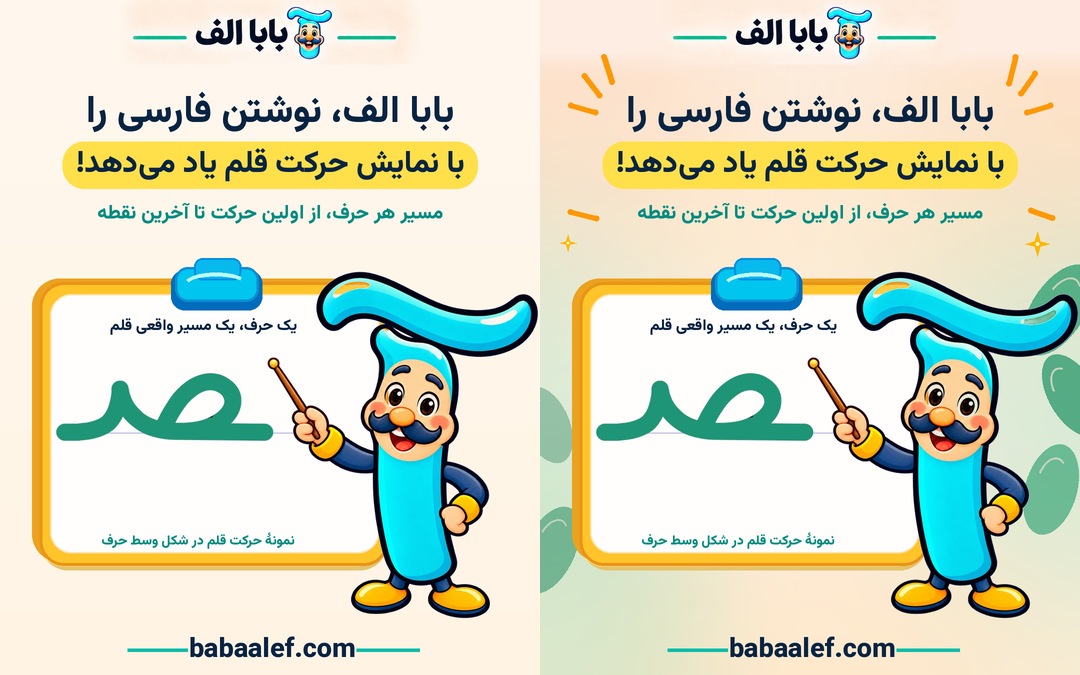 بابا الف
بابا الف، نوشتن فارسی را
با نمایش حرکت قلم یاد می‌دهد!
مسیر هر حرف، از اولین حرکت تا آخرین نقطه
یک حرف، یک مسیر واقعی قلم
ـصـ
نمونهٔ حرکت قلم در شکل وسط حرف
babaalef.com
بابا الف
بابا الف، نوشتن فارسی را
با نمایش حرکت قلم یاد می‌دهد!
مسیر هر حرف، از اولین حرکت تا آخرین نقطه
یک حرف، یک مسیر واقعی قلم
ـصـ
نمونهٔ حرکت قلم در شکل وسط حرف
babaalef.com